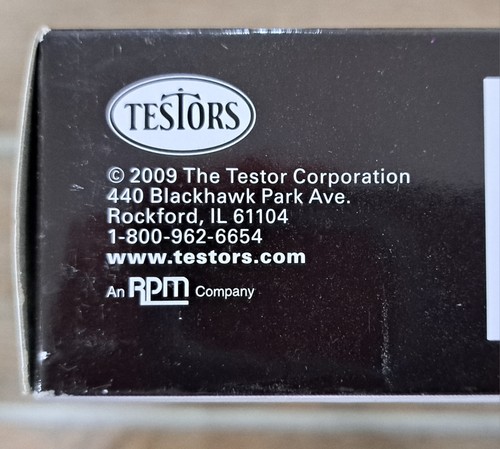 TESTORS
© 2009 The Testor Corporation
440 Blackhawk Park Ave.
Rockford, IL 61104
1-800-962-6654
www.testors.com
An RPM Company